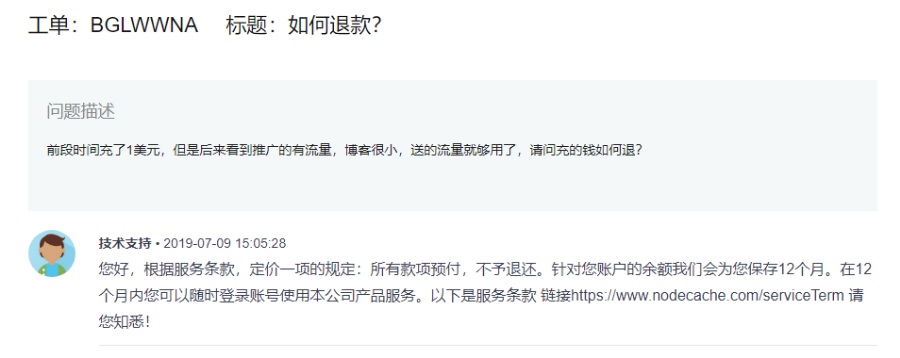 工单：BGLWWNA 标题：如何退款？
问题描述
前段时间充了1美元，但是后来看到推广的有流量，博客很小，送的流量就够用了，请问充的钱如何退？
技术支持 • 2019-07-09 15:05:28
您好，根据服务条款，定价一项的规定：所有款项预付，不予退还。针对您账户的余额我们会为您保存12个月。在12
个月内您可以随时登录账号使用本公司产品服务。以下是服务条款 链接https://www.nodecache.com/serviceTerm 请
您知悉！